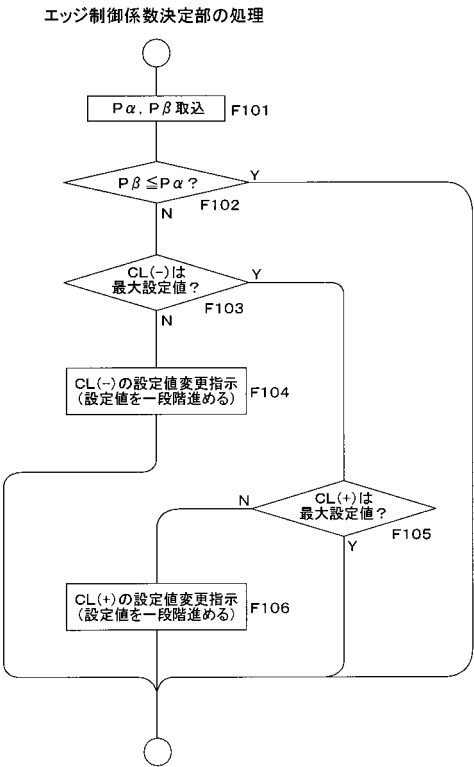 エッジ制御係数決定部の処理
Pα, Pβ取込
F101
Pβ≦Pα？
Y
F102
N
CL(-)は
最大設定値？
Y
F103
N
CL(-)の設定値変更指示
(設定値を一段階進める)
F104
N
CL(+)は
最大設定値？
F105
Y
CL(+)の設定値変更指示
(設定値を一段階進める)
F106